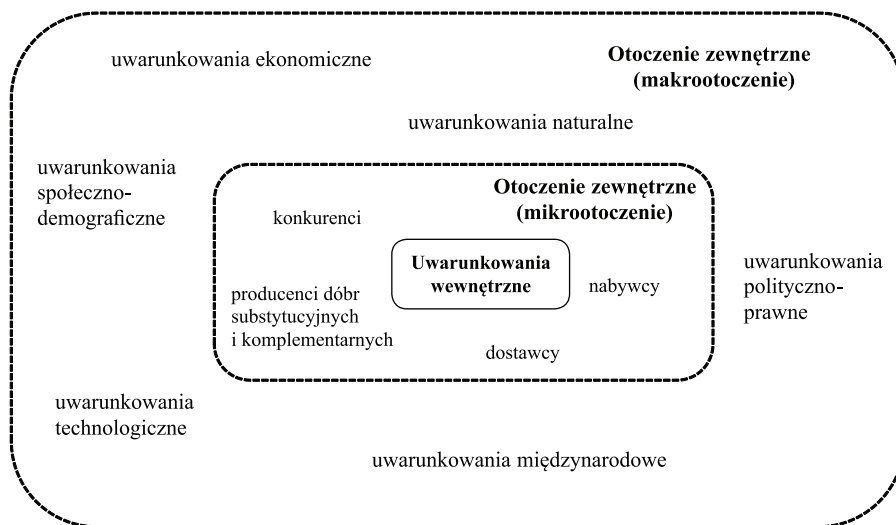 uwarunkowania ekonomiczne
Otoczenie zewnętrzne
(makrootoczenie)
uwarunkowania naturalne
uwarunkowania
społeczno-
demograficzne
Otoczenie zewnętrzne
(mikrootoczenie)
konkurenci
Uwarunkowania
wewnętrzne
nabywcy
producenci dóbr
substytucyjnych
i komplementarnych
dostawcy
uwarunkowania
polityczno-
prawne
uwarunkowania
technologiczne
uwarunkowania międzynarodowe